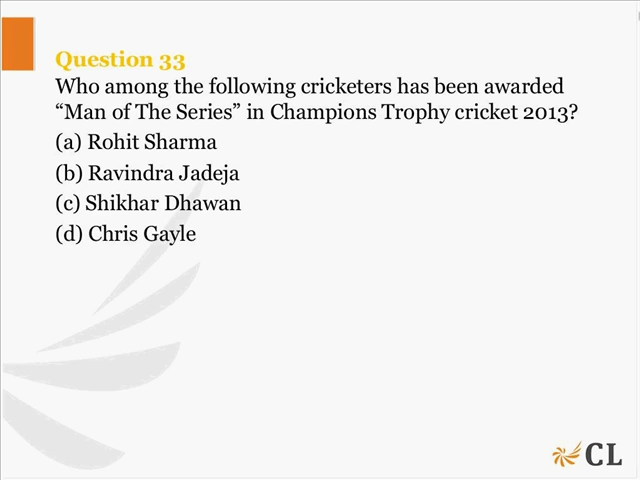 Question 33
Who among the following cricketers has been awarded
“Man of The Series” in Champions Trophy cricket 2013?
(a) Rohit Sharma
(b) Ravindra Jadeja
(c) Shikhar Dhawan
(d) Chris Gayle
CL